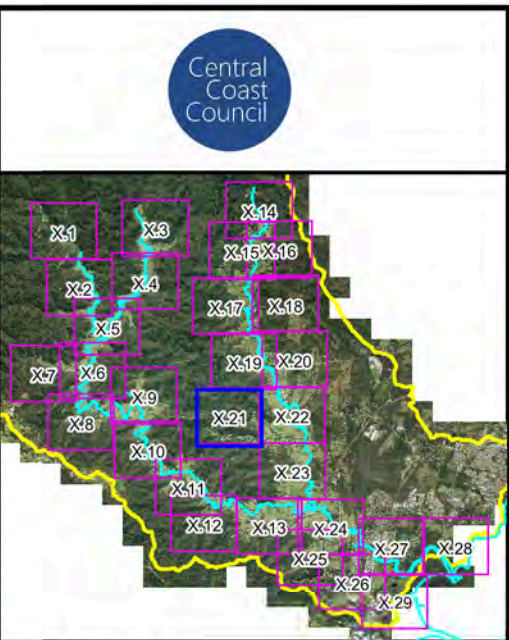 Central
Coast
Council
X.14
X.1
X.3
X.15
X.16
X.2
X.4
X.17
X.18
X.5
X.19
X.20
X.7
X.6
X.9
X.21
X.22
X.8
X.10
X.23
X.11
X.12
X.13
X.24
X.27
X.28
X.25
X.26
X.29